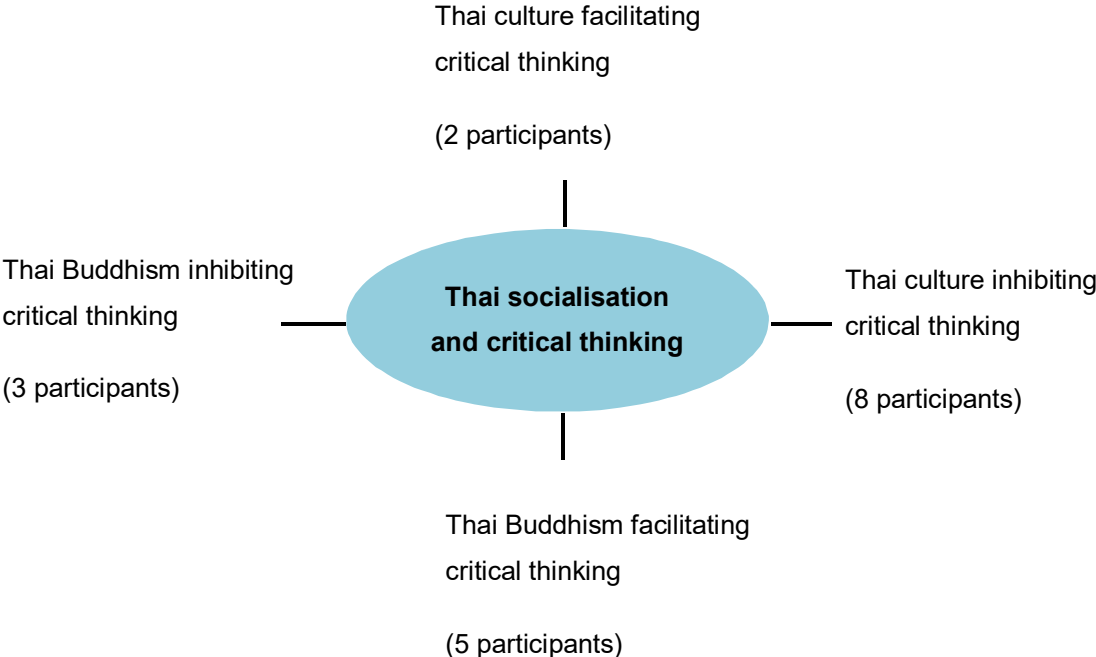 Thai culture facilitating
critical thinking
(2 participants)
Thai Buddhism inhibiting
critical thinking
(3 participants)
Thai socialisation
and critical thinking
Thai culture inhibiting
critical thinking
(8 participants)
Thai Buddhism facilitating
critical thinking
(5 participants)